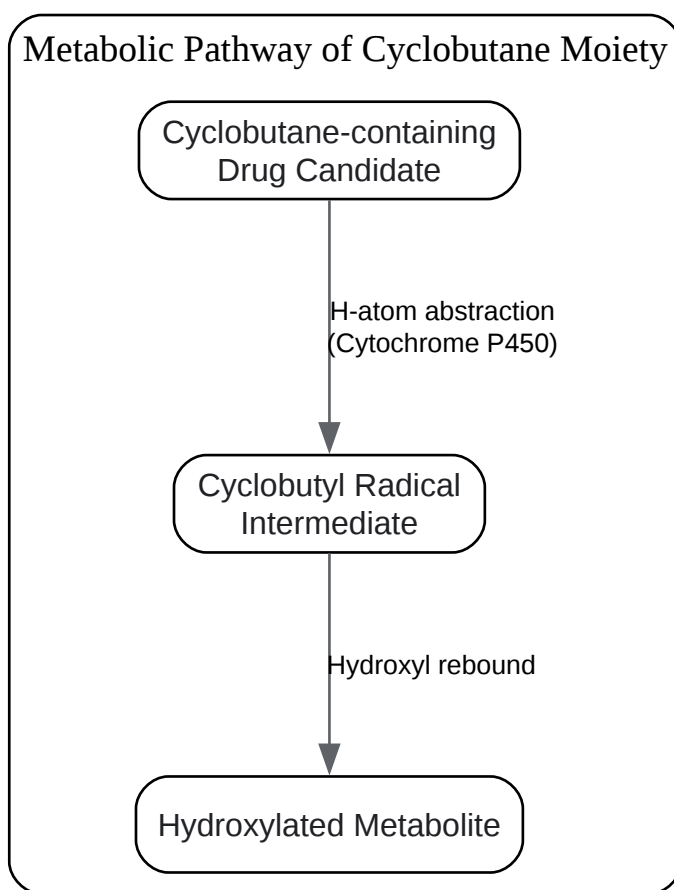 Metabolic Pathway of Cyclobutane Moiety
Cyclobutane-containing
Drug Candidate
H-atom abstraction
(Cytochrome P450)
Cyclobutyl Radical
Intermediate
Hydroxyl rebound
Hydroxylated Metabolite